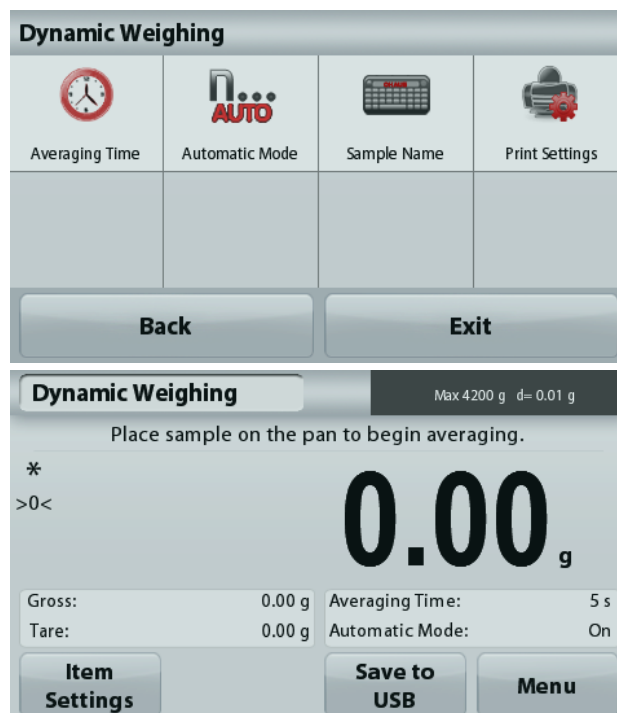 Dynamic Weighing
n...
AUTO
OHAUS
Averaging Time Automatic Mode Sample Name Print Settings
Back Exit
Dynamic Weighing Max 4200 g d= 0.01 g
Place sample on the pan to begin averaging.
*
>0<
0.00 g
Gross: 0.00 g Averaging Time: 5 s
Tare: 0.00 g Automatic Mode: On
Item Settings Save to USB Menu